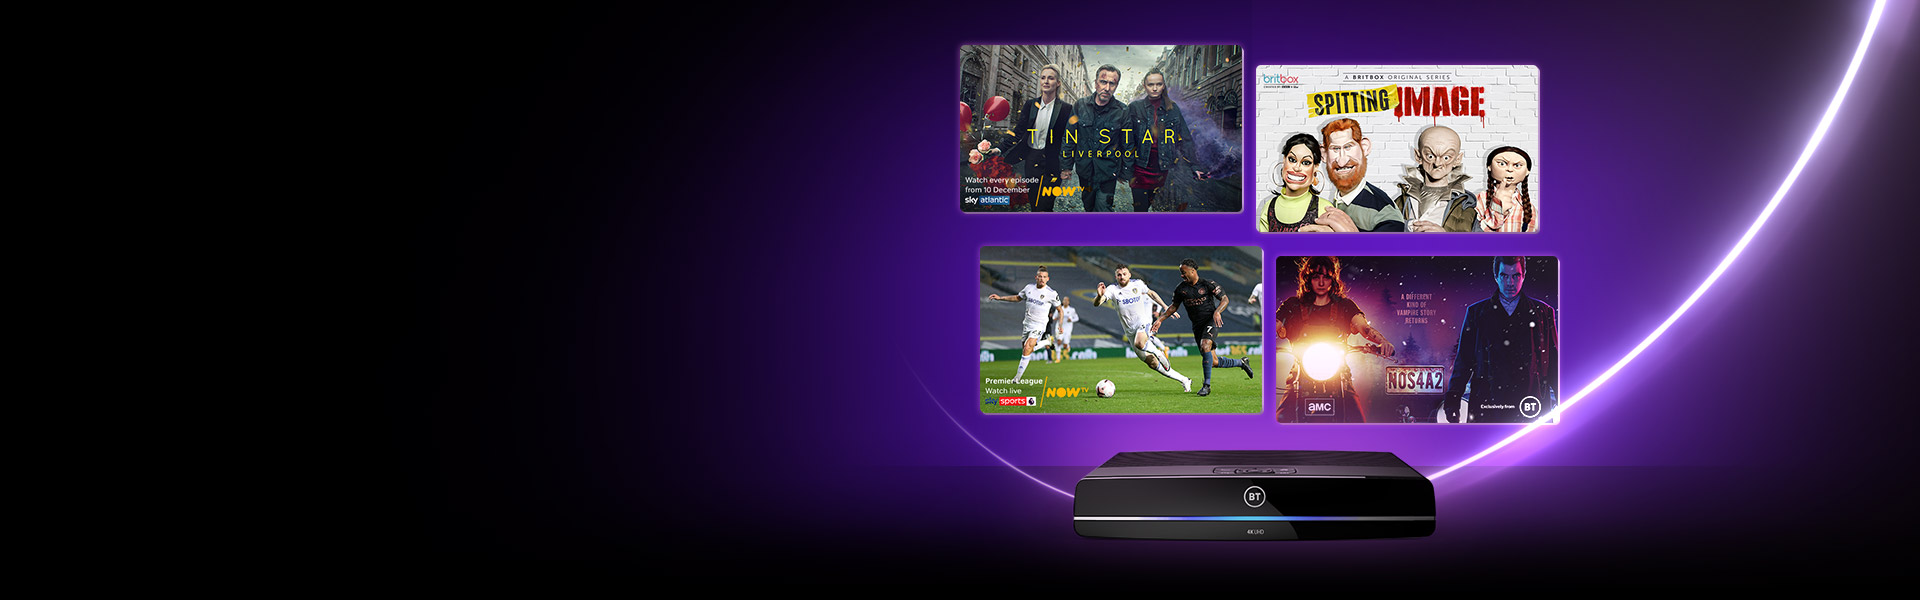 TIN STAR
LIVERPOOL
Watch every episode
from 10 December
sky atlantic
NOW TV
britbox
A BRITBOX ORIGINAL SERIES
SPITTING IMAGE
SBOTOP
7
Premier League
Watch live
sky sports
NOW TV
A DIFFERENT
KIND OF
VAMPIRE STORY
RETURNS
NOS4A2
aMC
Exclusively from BT
BT
4K UHD